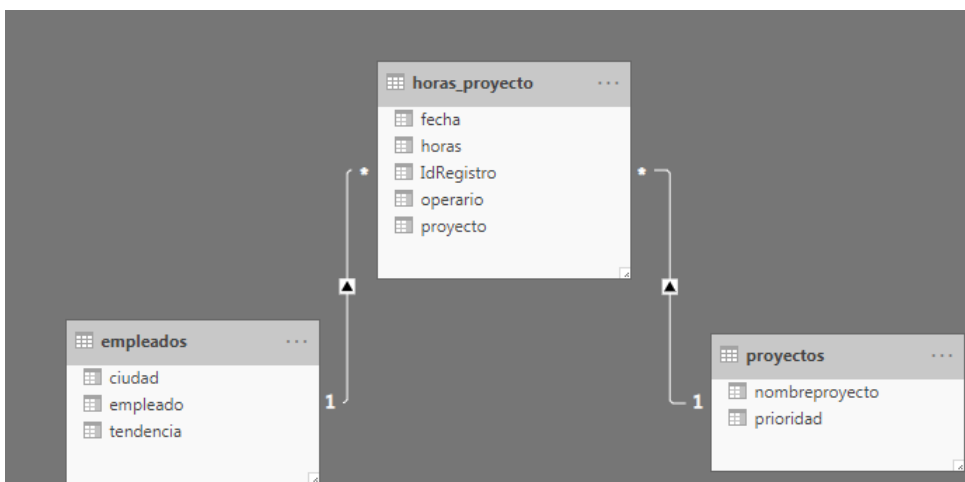 horas_proyecto
fecha
horas
IdRegistro
operario
proyecto
*
*
empleados
ciudad
empleado
tendencia
1
proyectos
nombreproyecto
prioridad
1